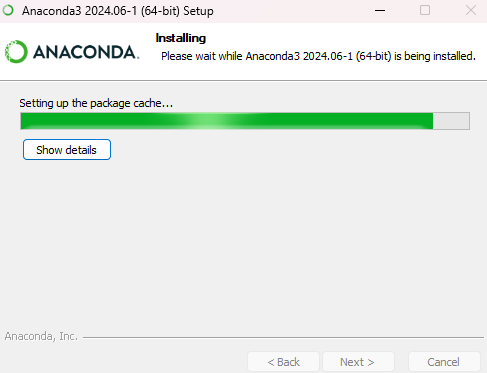 Anaconda3 2024.06-1 (64-bit) Setup
ANACONDA.
Installing
Please wait while Anaconda3 2024.06-1 (64-bit) is being installed.
Setting up the package cache...
Show details
Anaconda, Inc.
< Back
Next >
Cancel